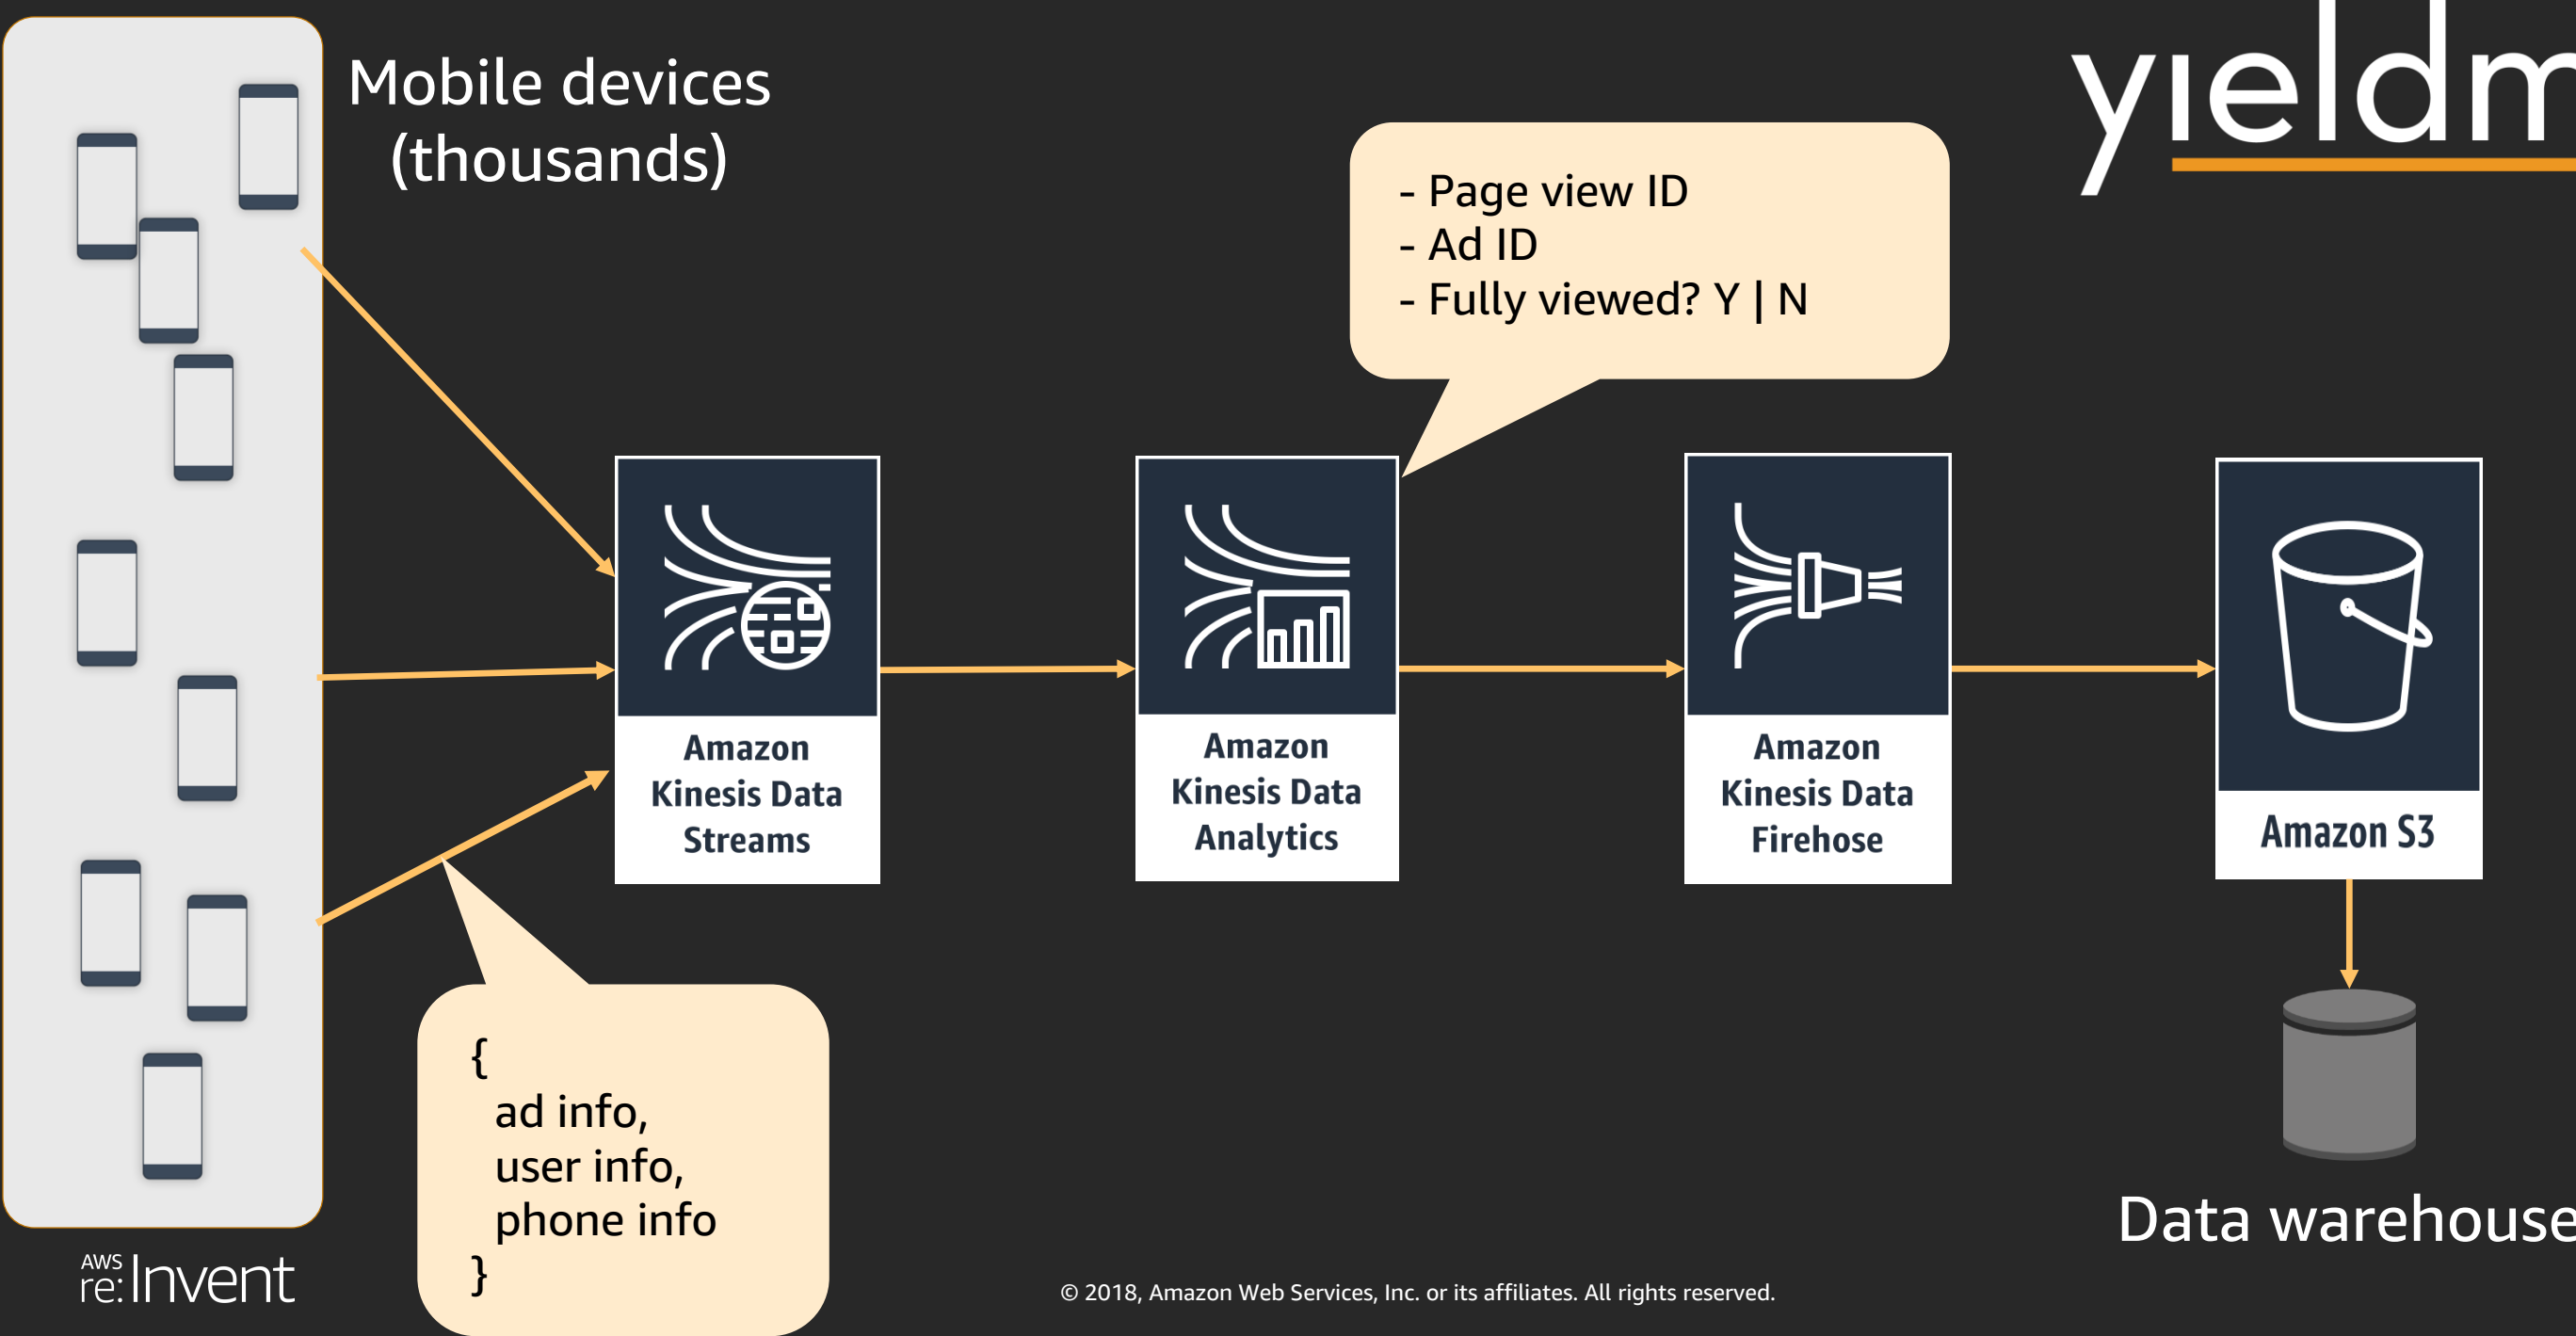 Mobile devices
(thousands)
yieldm
- Page view ID
- Ad ID
- Fully viewed? Y | N
Amazon
Kinesis Data
Streams
Amazon
Kinesis Data
Analytics
Amazon
Kinesis Data
Firehose
Amazon S3
{
ad info,
user info,
phone info
}
Data warehouse
AWS
re:Invent
© 2018, Amazon Web Services, Inc. or its affiliates. All rights reserved.